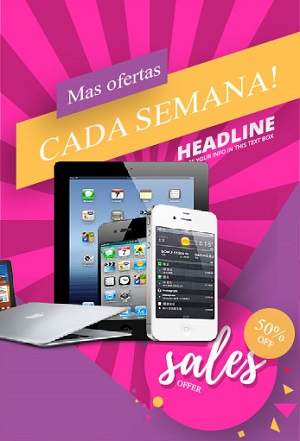 Mas ofertas
CADA SEMANA!
HEADLINE
YOUR INFO IN THIS TEXT BOX
50%
OFF
sales
OFFER